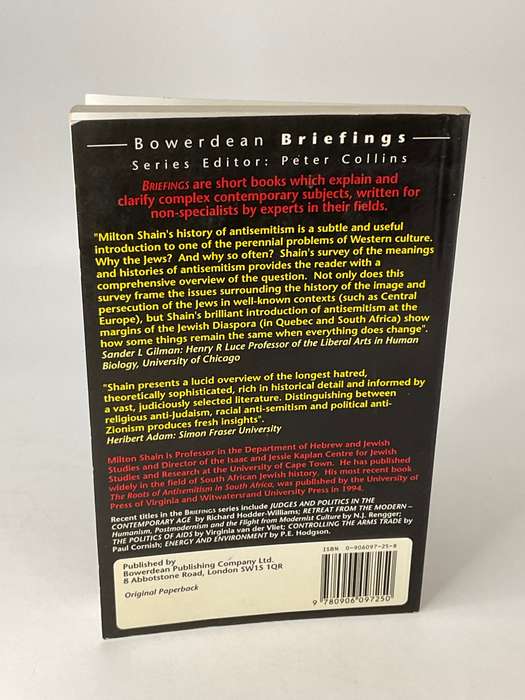 Bowerdean Briefings
Series Editor: Peter Collins
BRIEFINGS are short books which explain and
clarify complex contemporary subjects, written for
non-specialists by experts in their fields.
"Milton Shain's history of antisemitism is a subtle and useful
introduction to one of the perennial problems of Western culture.
Why the Jews? And why so often? Shain's survey of the meanings
and histories of antisemitism provides the reader with a
comprehensive overview of the question. Not only does this
survey frame the issues surrounding the history of the image and
persecution of the Jews in well-known contexts (such as Central
Europe), but Shain's brilliant introduction of antisemitism at the
margins of the Jewish Diaspora (in Quebec and South Africa) show
how some things remain the same when everything does change".
Sander L Gilman: Henry R Luce Professor of the Liberal Arts in Human
Biology, University of Chicago
"Shain presents a lucid overview of the longest hatred,
theoretically sophisticated, rich in historical detail and informed by
a vast, judiciously selected literature. Distinguishing between
religious anti-Judaism, racial anti-semitism and political anti-
Zionism produces fresh insights".
Heribert Adam: Simon Fraser University
Milton Shain is Professor in the Department of Hebrew and Jewish
Studies and Director of the Isaac and Jessie Kaplan Centre for Jewish
Studies and Research at the University of Cape Town. He has published
widely in the field of South African Jewish history. His most recent book
The Roots of Antisemitism in South Africa, was published by the University
Press of Virginia and Witwatersrand University Press in 1994.
Recent titles in the BRIEFINGS series include JUDGES AND POLITICS IN THE
CONTEMPORARY AGE by Richard Hodder-Williams; RETREAT FROM THE MODERN –
Humanism, Postmodernism and the Flight from Modernist Culture by N.J. Rengger;
THE POLITICS OF AIDS by Virginia van der Vliet; CONTROLLING THE ARMS TRADE by
Paul Cornish; ENERGY AND ENVIRONMENT by P.E. Hodgson.
Published by
Bowerdean Publishing Company Ltd.
8 Abbotstone Road, London SW15 1QR
Original Paperback
ISBN 0-906097-25-8
9 780906 097250